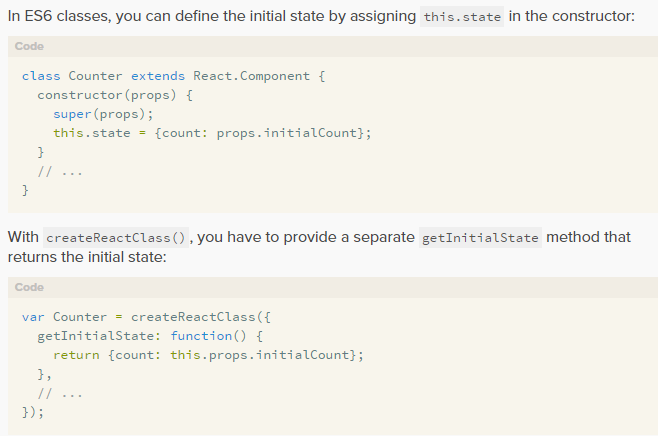 In ES6 classes, you can define the initial state by assigning this.state in the constructor:
Code
class Counter extends React.Component {
  constructor(props) {
    super(props);
    this.state = {count: props.initialCount};
  }
  // ...
}
With createReactClass(), you have to provide a separate getInitialState method that
returns the initial state:
Code
var Counter = createReactClass({
  getInitialState: function() {
    return {count: this.props.initialCount};
  },
  // ...
});